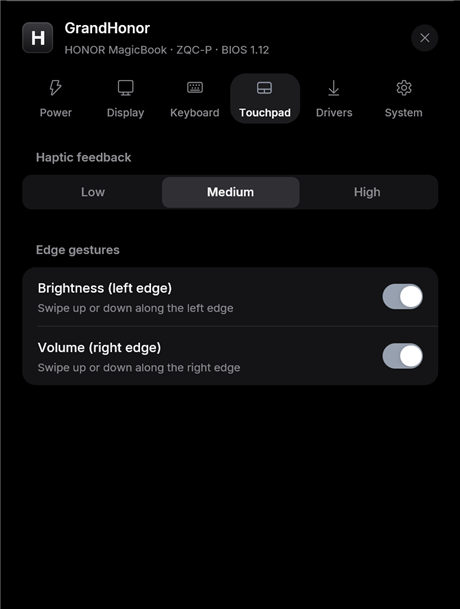 H
GrandHonor
HONOR MagicBook · ZQC-P · BIOS 1.12
Power
Display
Keyboard
Touchpad
Drivers
System
Haptic feedback
Low
Medium
High
Edge gestures
Brightness (left edge)
Swipe up or down along the left edge
Volume (right edge)
Swipe up or down along the right edge